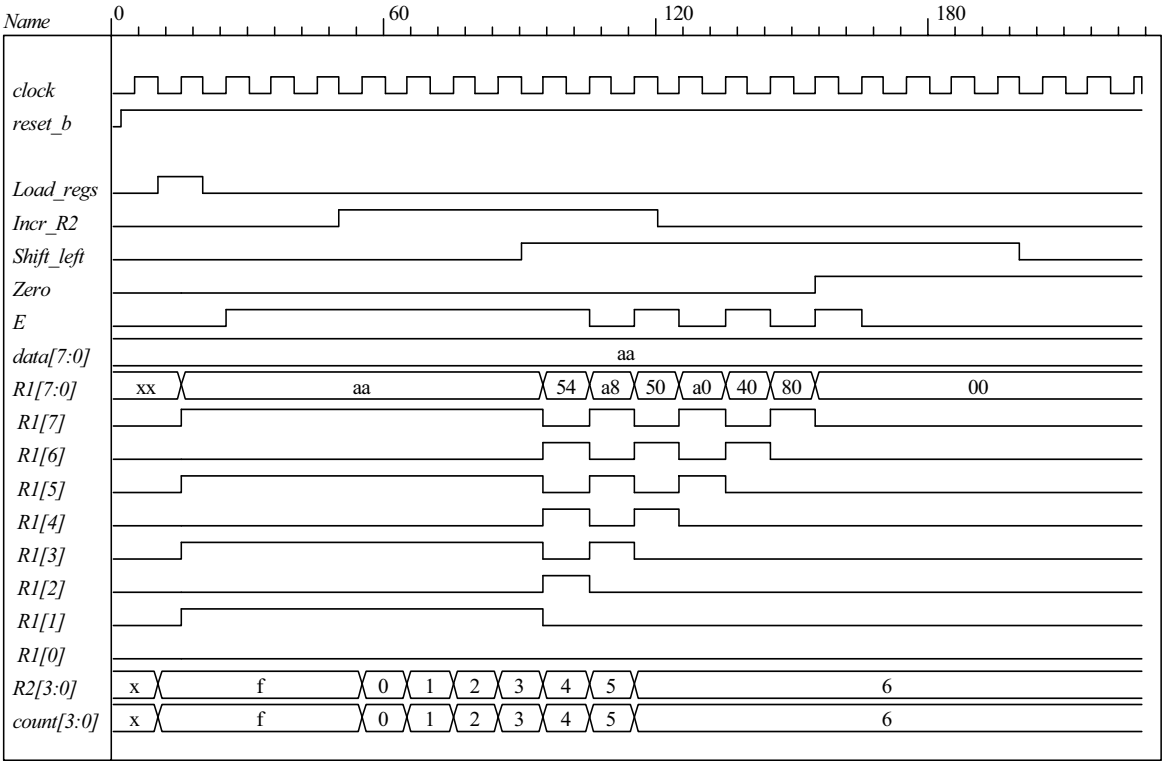 Name 0 60 120 180
clock
reset_b
Load_regs
Incr_R2
Shift_left
Zero
E
data[7:0] aa
R1[7:0] xx aa 54 a8 50 a0 40 80 00
R1[7]
R1[6]
R1[5]
R1[4]
R1[3]
R1[2]
R1[1]
R1[0]
R2[3:0] x f 0 1 2 3 4 5 6
count[3:0] x f 0 1 2 3 4 5 6